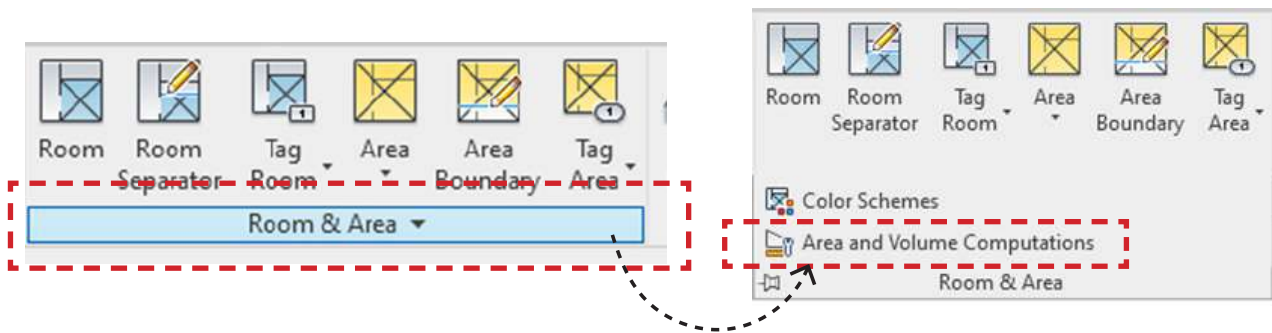 Room
Room
Separator
Tag
Room
Area
Area
Boundary
Tag
Area
Room & Area
Room
Room
Separator
Tag
Room
Area
Area
Boundary
Tag
Area
Color Schemes
Area and Volume Computations
Room & Area